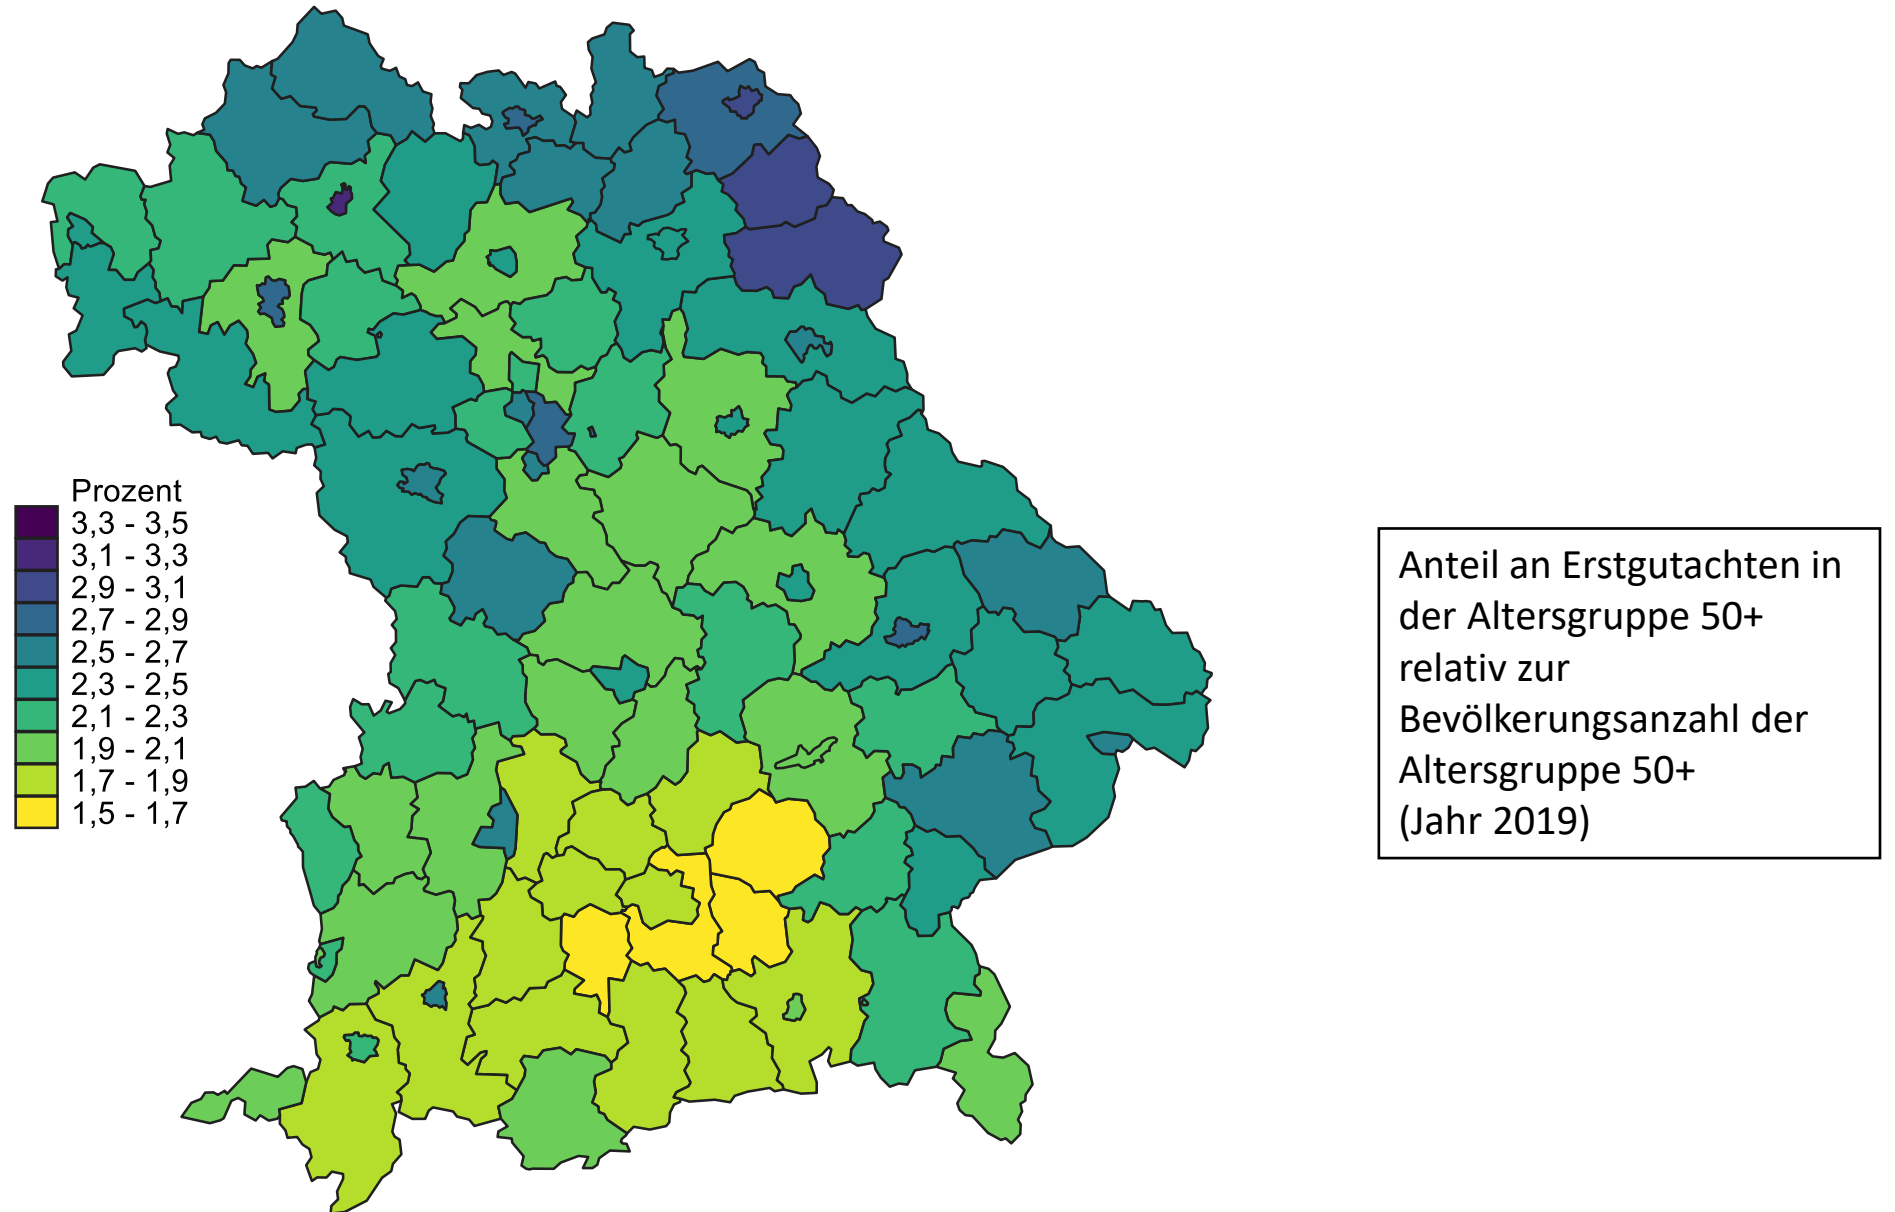 Prozent
3,3 - 3,5
3,1 - 3,3
2,9 - 3,1
2,7 - 2,9
2,5 - 2,7
2,3 - 2,5
2,1 - 2,3
1,9 - 2,1
1,7 - 1,9
1,5 - 1,7
Anteil an Erstgutachten in
der Altersgruppe 50+
relativ zur
Bevölkerungsanzahl der
Altersgruppe 50+
(Jahr 2019)